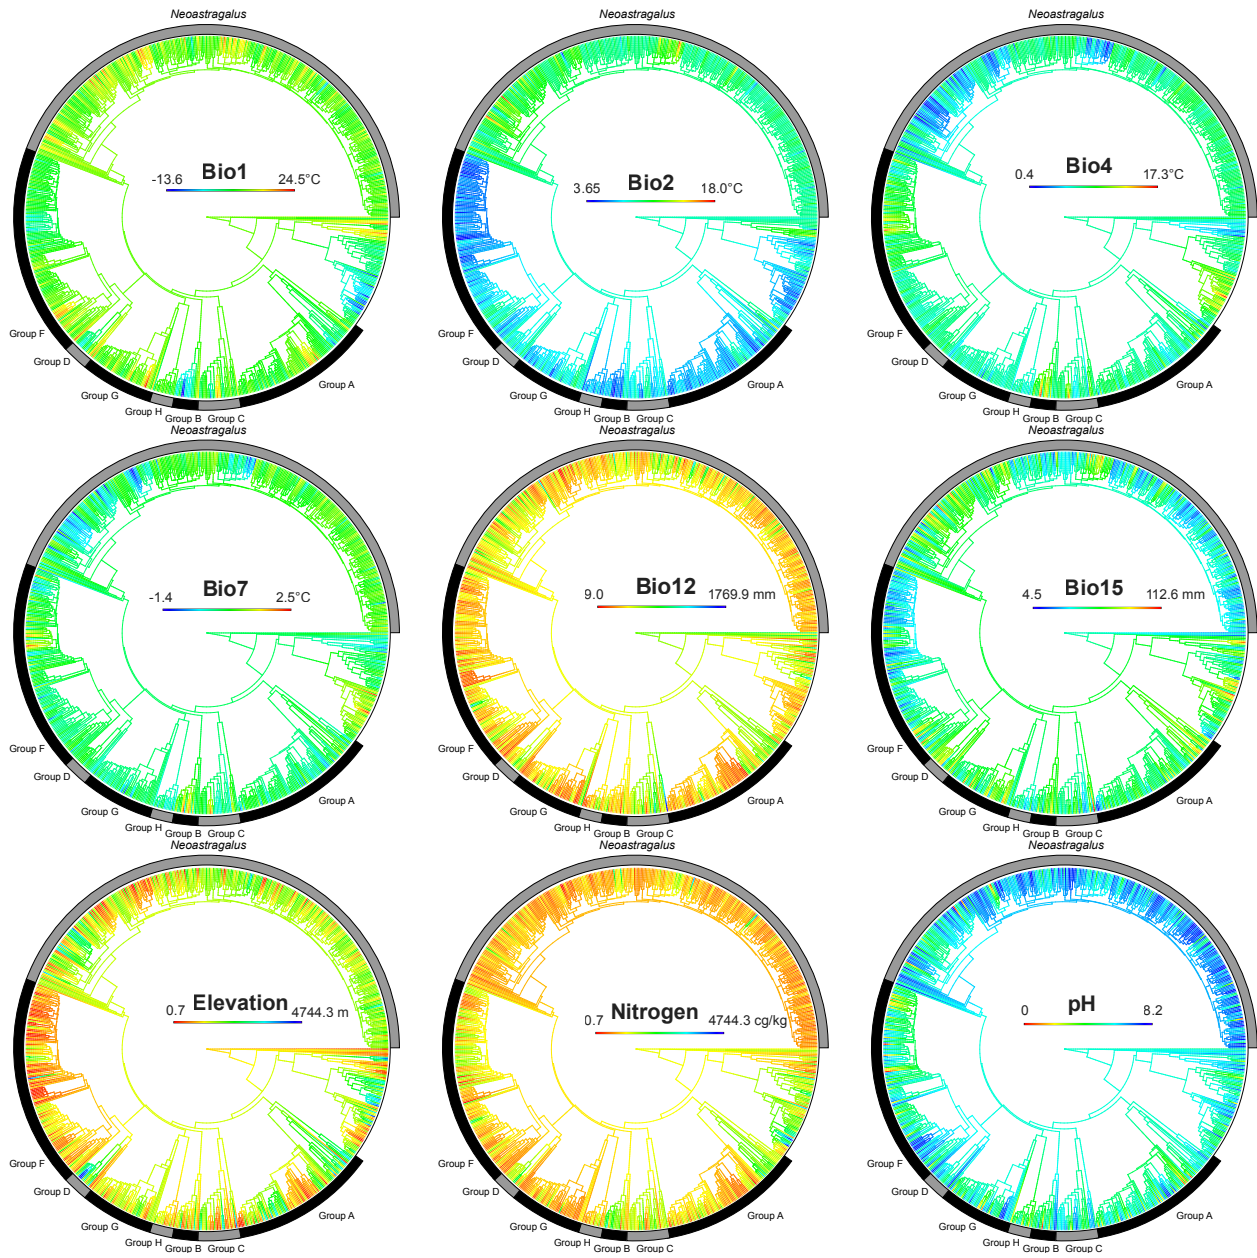 Neoastragalus
Bio1
-13.6 24.5°C
Group F
Group D
Group G
Group H
Group B
Group C
Group A
Neoastragalus
Bio2
3.65 18.0°C
Group F
Group D
Group G
Group H
Group B
Group C
Group A
Neoastragalus
Bio4
0.4 17.3°C
Group F
Group D
Group G
Group H
Group B
Group C
Group A
Neoastragalus
Bio7
-1.4 2.5°C
Group F
Group D
Group G
Group H
Group B
Group C
Group A
Neoastragalus
Bio12
9.0 1769.9 mm
Group F
Group D
Group G
Group H
Group B
Group C
Group A
Neoastragalus
Bio15
4.5 112.6 mm
Group F
Group D
Group G
Group H
Group B
Group C
Group A
Neoastragalus
Elevation
0.7 4744.3 m
Group F
Group D
Group G
Group H
Group B
Group C
Group A
Neoastragalus
Nitrogen
0.7 4744.3 cg/kg
Group F
Group D
Group G
Group H
Group B
Group C
Group A
Neoastragalus
pH
0 8.2
Group F
Group D
Group G
Group H
Group B
Group C
Group A